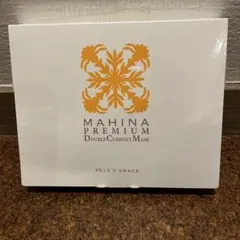 MAHINA
PREMIUM
DOUBLE CURRENT MASK
PELE'S GRACE